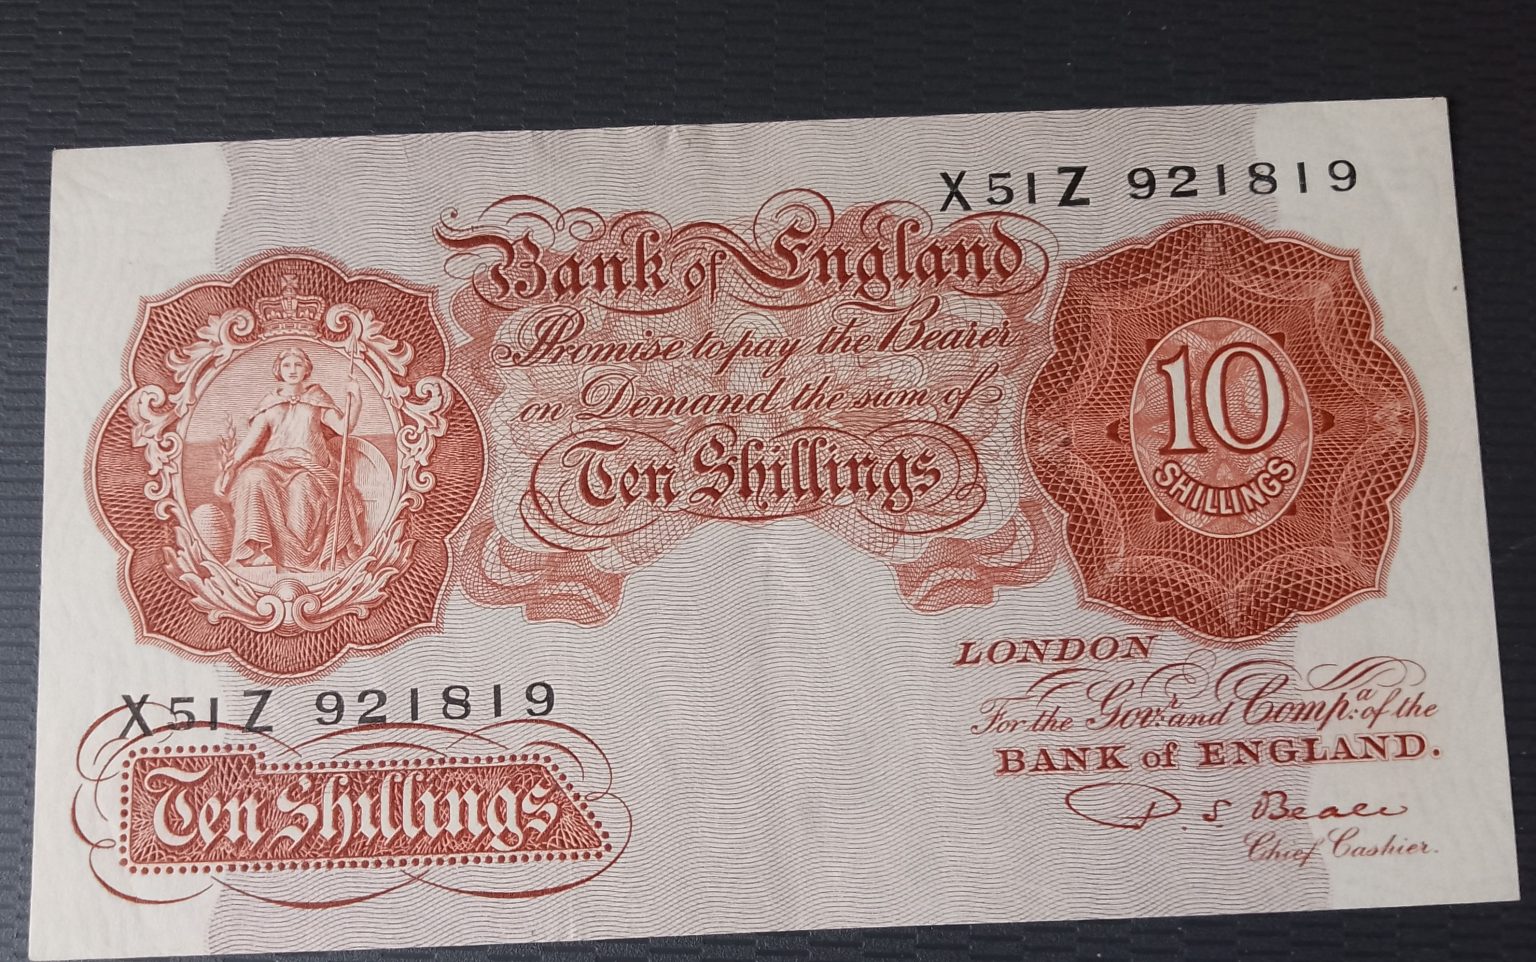 X51Z 921819
Bank of England
Promise to pay the Bearer
on Demand the sum of
Ten Shillings
10
SHILLINGS
X51Z 921819
Ten Shillings
LONDON
For the Govr. and Compa. of the
BANK of ENGLAND.
P. S. Beale
Chief Cashier.